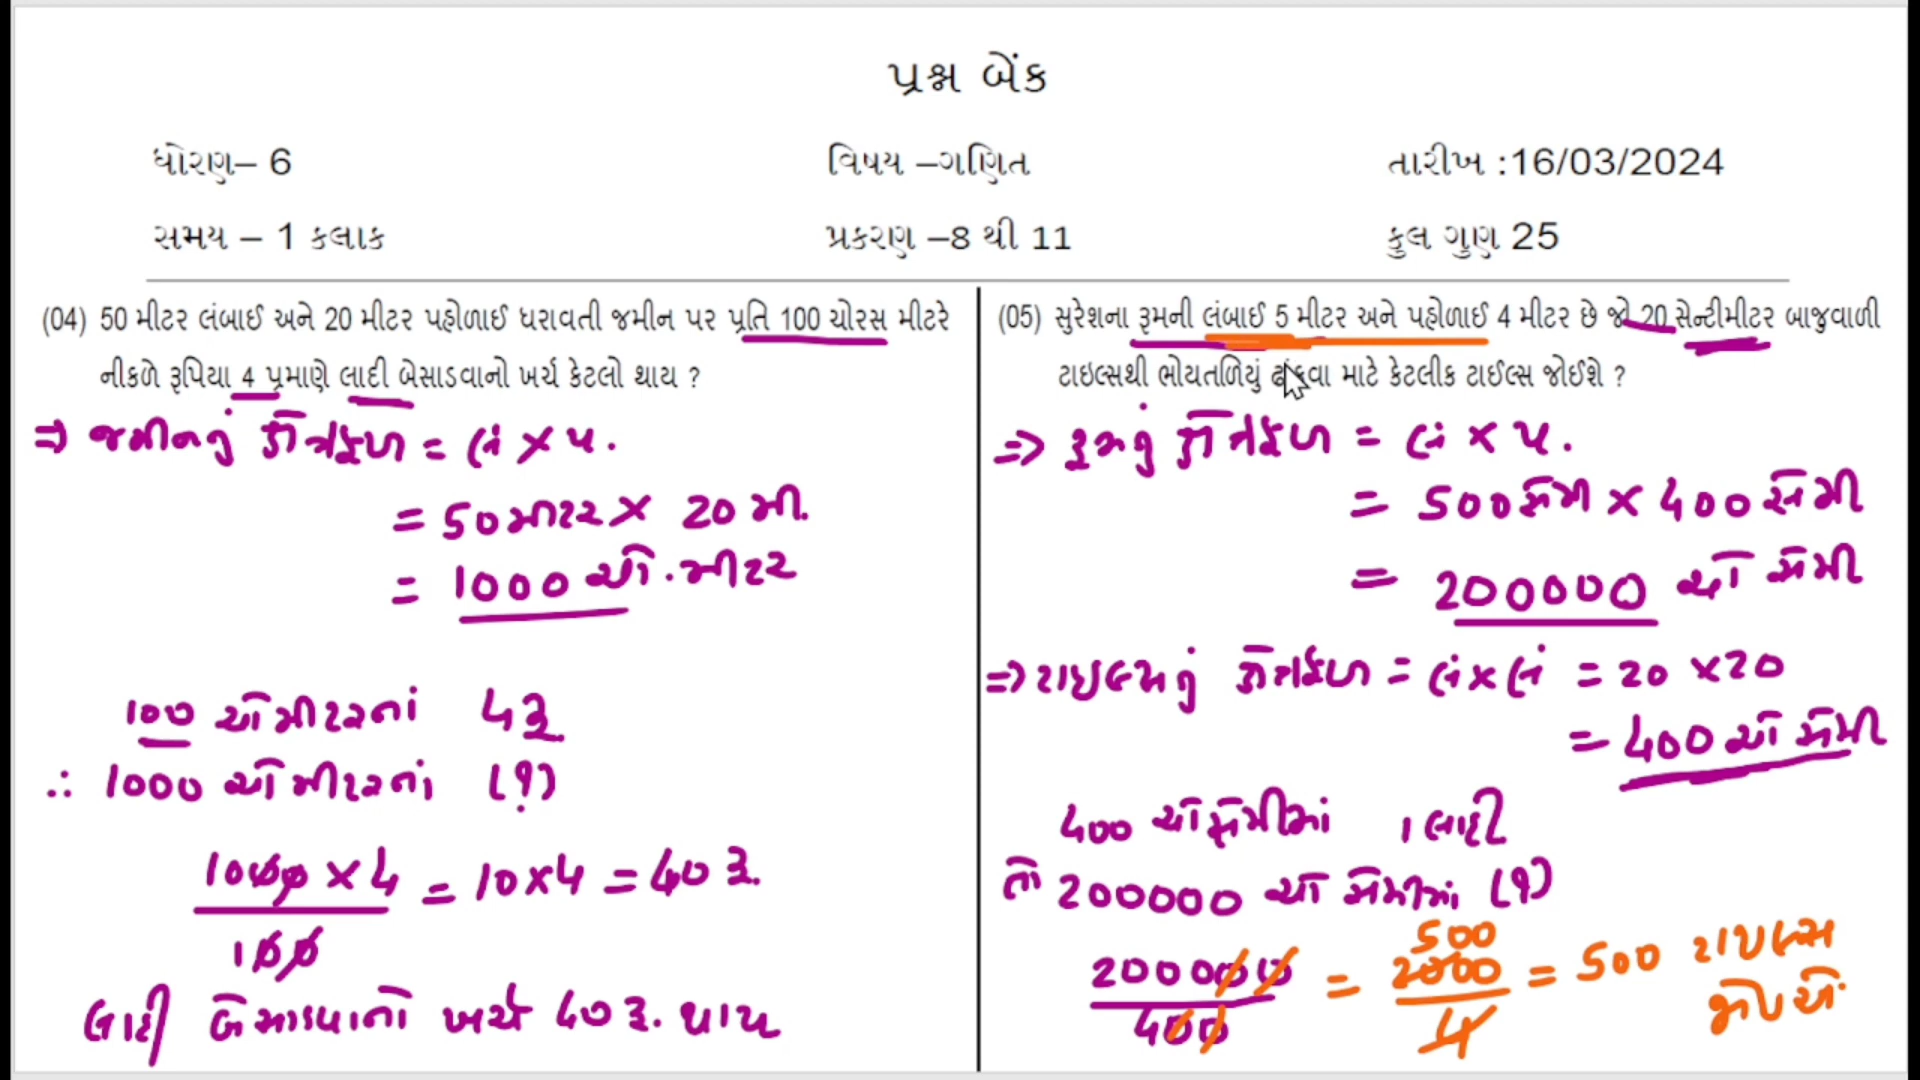 પ્રશ્ન બેંક
ધોરણ– 6 વિષય –ગણિત તારીખ :16/03/2024
સમય – 1 કલાક પ્રકરણ –8 થી 11 કુલ ગુણ 25
(04) 50 મીટર લંબાઈ અને 20 મીટર પહોળાઈ ધરાવતી જમીન પર પ્રતિ 100 ચોરસ મીટરે
નીકળે રૂપિયા 4 પ્રમાણે લાદી બેસાડવાનો ખર્ચ કેટલો થાય ?
⇒ જમીનનું ક્ષેત્રફળ = લં × પ.
= 50 મીટર × 20 મી.
= 1000 ચો.મીટર
100 ચોમીટરનાં 4રૂ
∴ 1000 ચોમીટરનાં (?)
1000 × 4 / 100 = 10×4 = 40 રૂ.
લાદી બેસાડવાનો ખર્ચ 40 રૂ. થાય
(05) સુરેશના રૂમની લંબાઈ 5 મીટર અને પહોળાઈ 4 મીટર છે જો 20 સેન્ટીમીટર બાજુવાળી
ટાઇલ્સથી ભોયતળિયું ઢાંકવા માટે કેટલીક ટાઈલ્સ જોઈશે ?
⇒ રૂમનું ક્ષેત્રફળ = લં × પ.
= 500સેમી × 400સેમી
= 200000 ચો સેમી
⇒ ટાઇલ્સનું ક્ષેત્રફળ = લં×લં = 20 ×20
= 400 ચો સેમી
400 ચોસેમીમાં 1 લાદી
તો 200000 ચો સેમીમાં (?)
200000 / 400 = 2000 / 4 = 500 ટાઇલ્સ
500
જોઇશે.